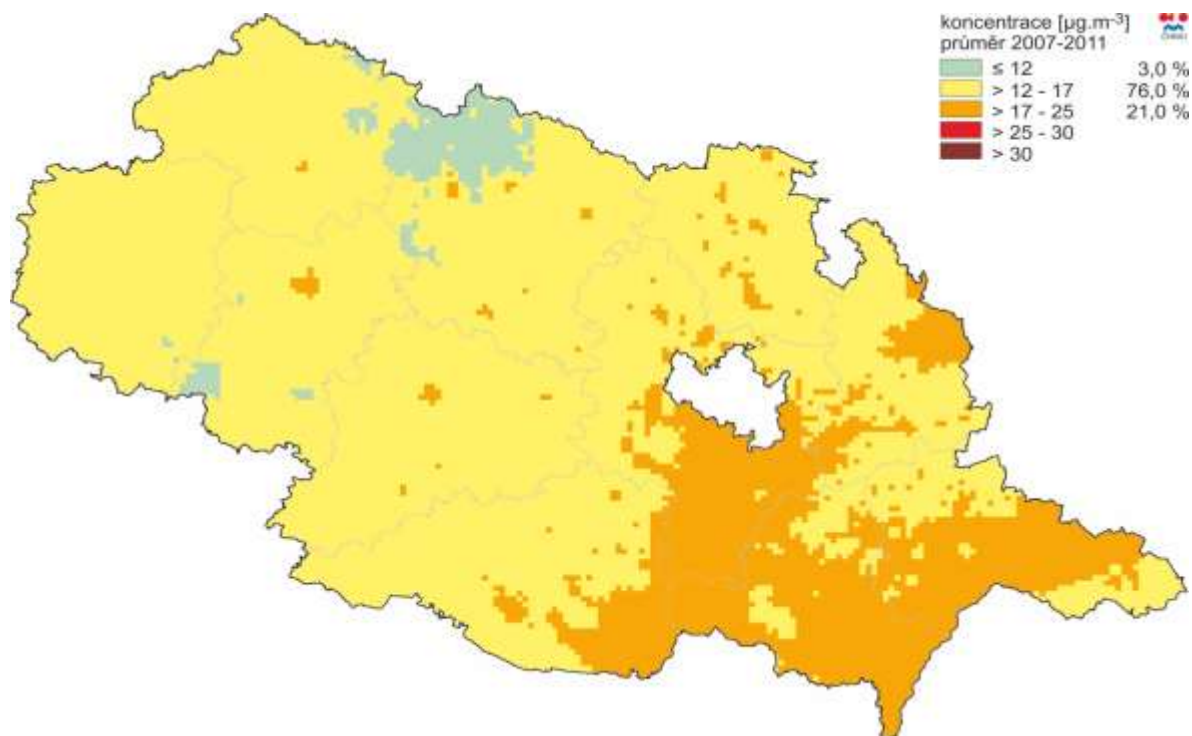 koncentrace [µg.m⁻³]
průměr 2007-2011
≤ 12 3,0 %
> 12 - 17 76,0 %
> 17 - 25 21,0 %
> 25 - 30
> 30